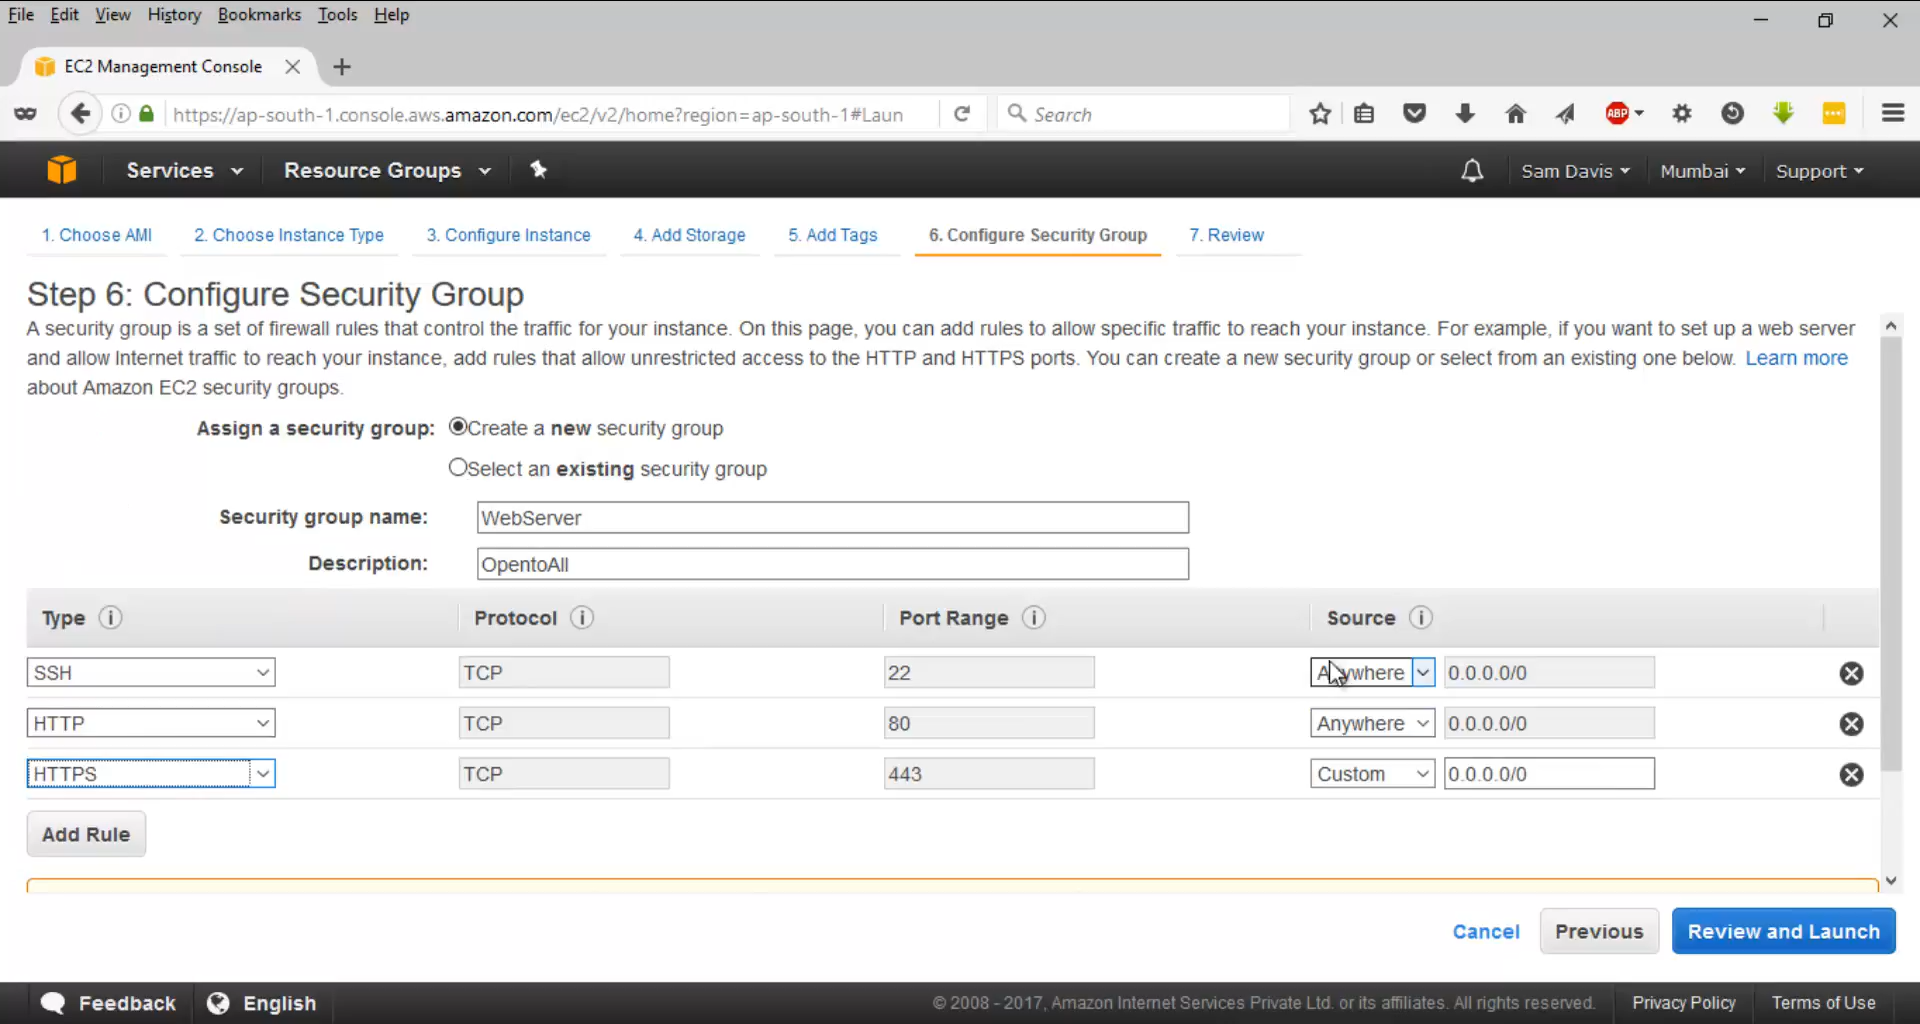 File Edit View History Bookmarks Tools Help
EC2 Management Console
https://ap-south-1.console.aws.amazon.com/ec2/v2/home?region=ap-south-1#Laun
Search
ABP
Services Resource Groups Sam Davis Mumbai Support
1. Choose AMI 2. Choose Instance Type 3. Configure Instance 4. Add Storage 5. Add Tags 6. Configure Security Group 7. Review
Step 6: Configure Security Group
A security group is a set of firewall rules that control the traffic for your instance. On this page, you can add rules to allow specific traffic to reach your instance. For example, if you want to set up a web server
and allow Internet traffic to reach your instance, add rules that allow unrestricted access to the HTTP and HTTPS ports. You can create a new security group or select from an existing one below. Learn more
about Amazon EC2 security groups.
Assign a security group: Create a new security group
Select an existing security group
Security group name: WebServer
Description: OpentoAll
Type Protocol Port Range Source
SSH TCP 22 Anywhere 0.0.0.0/0
HTTP TCP 80 Anywhere 0.0.0.0/0
HTTPS TCP 443 Custom 0.0.0.0/0
Add Rule
Cancel Previous Review and Launch
Feedback English © 2008 - 2017, Amazon Internet Services Private Ltd. or its affiliates. All rights reserved. Privacy Policy Terms of Use